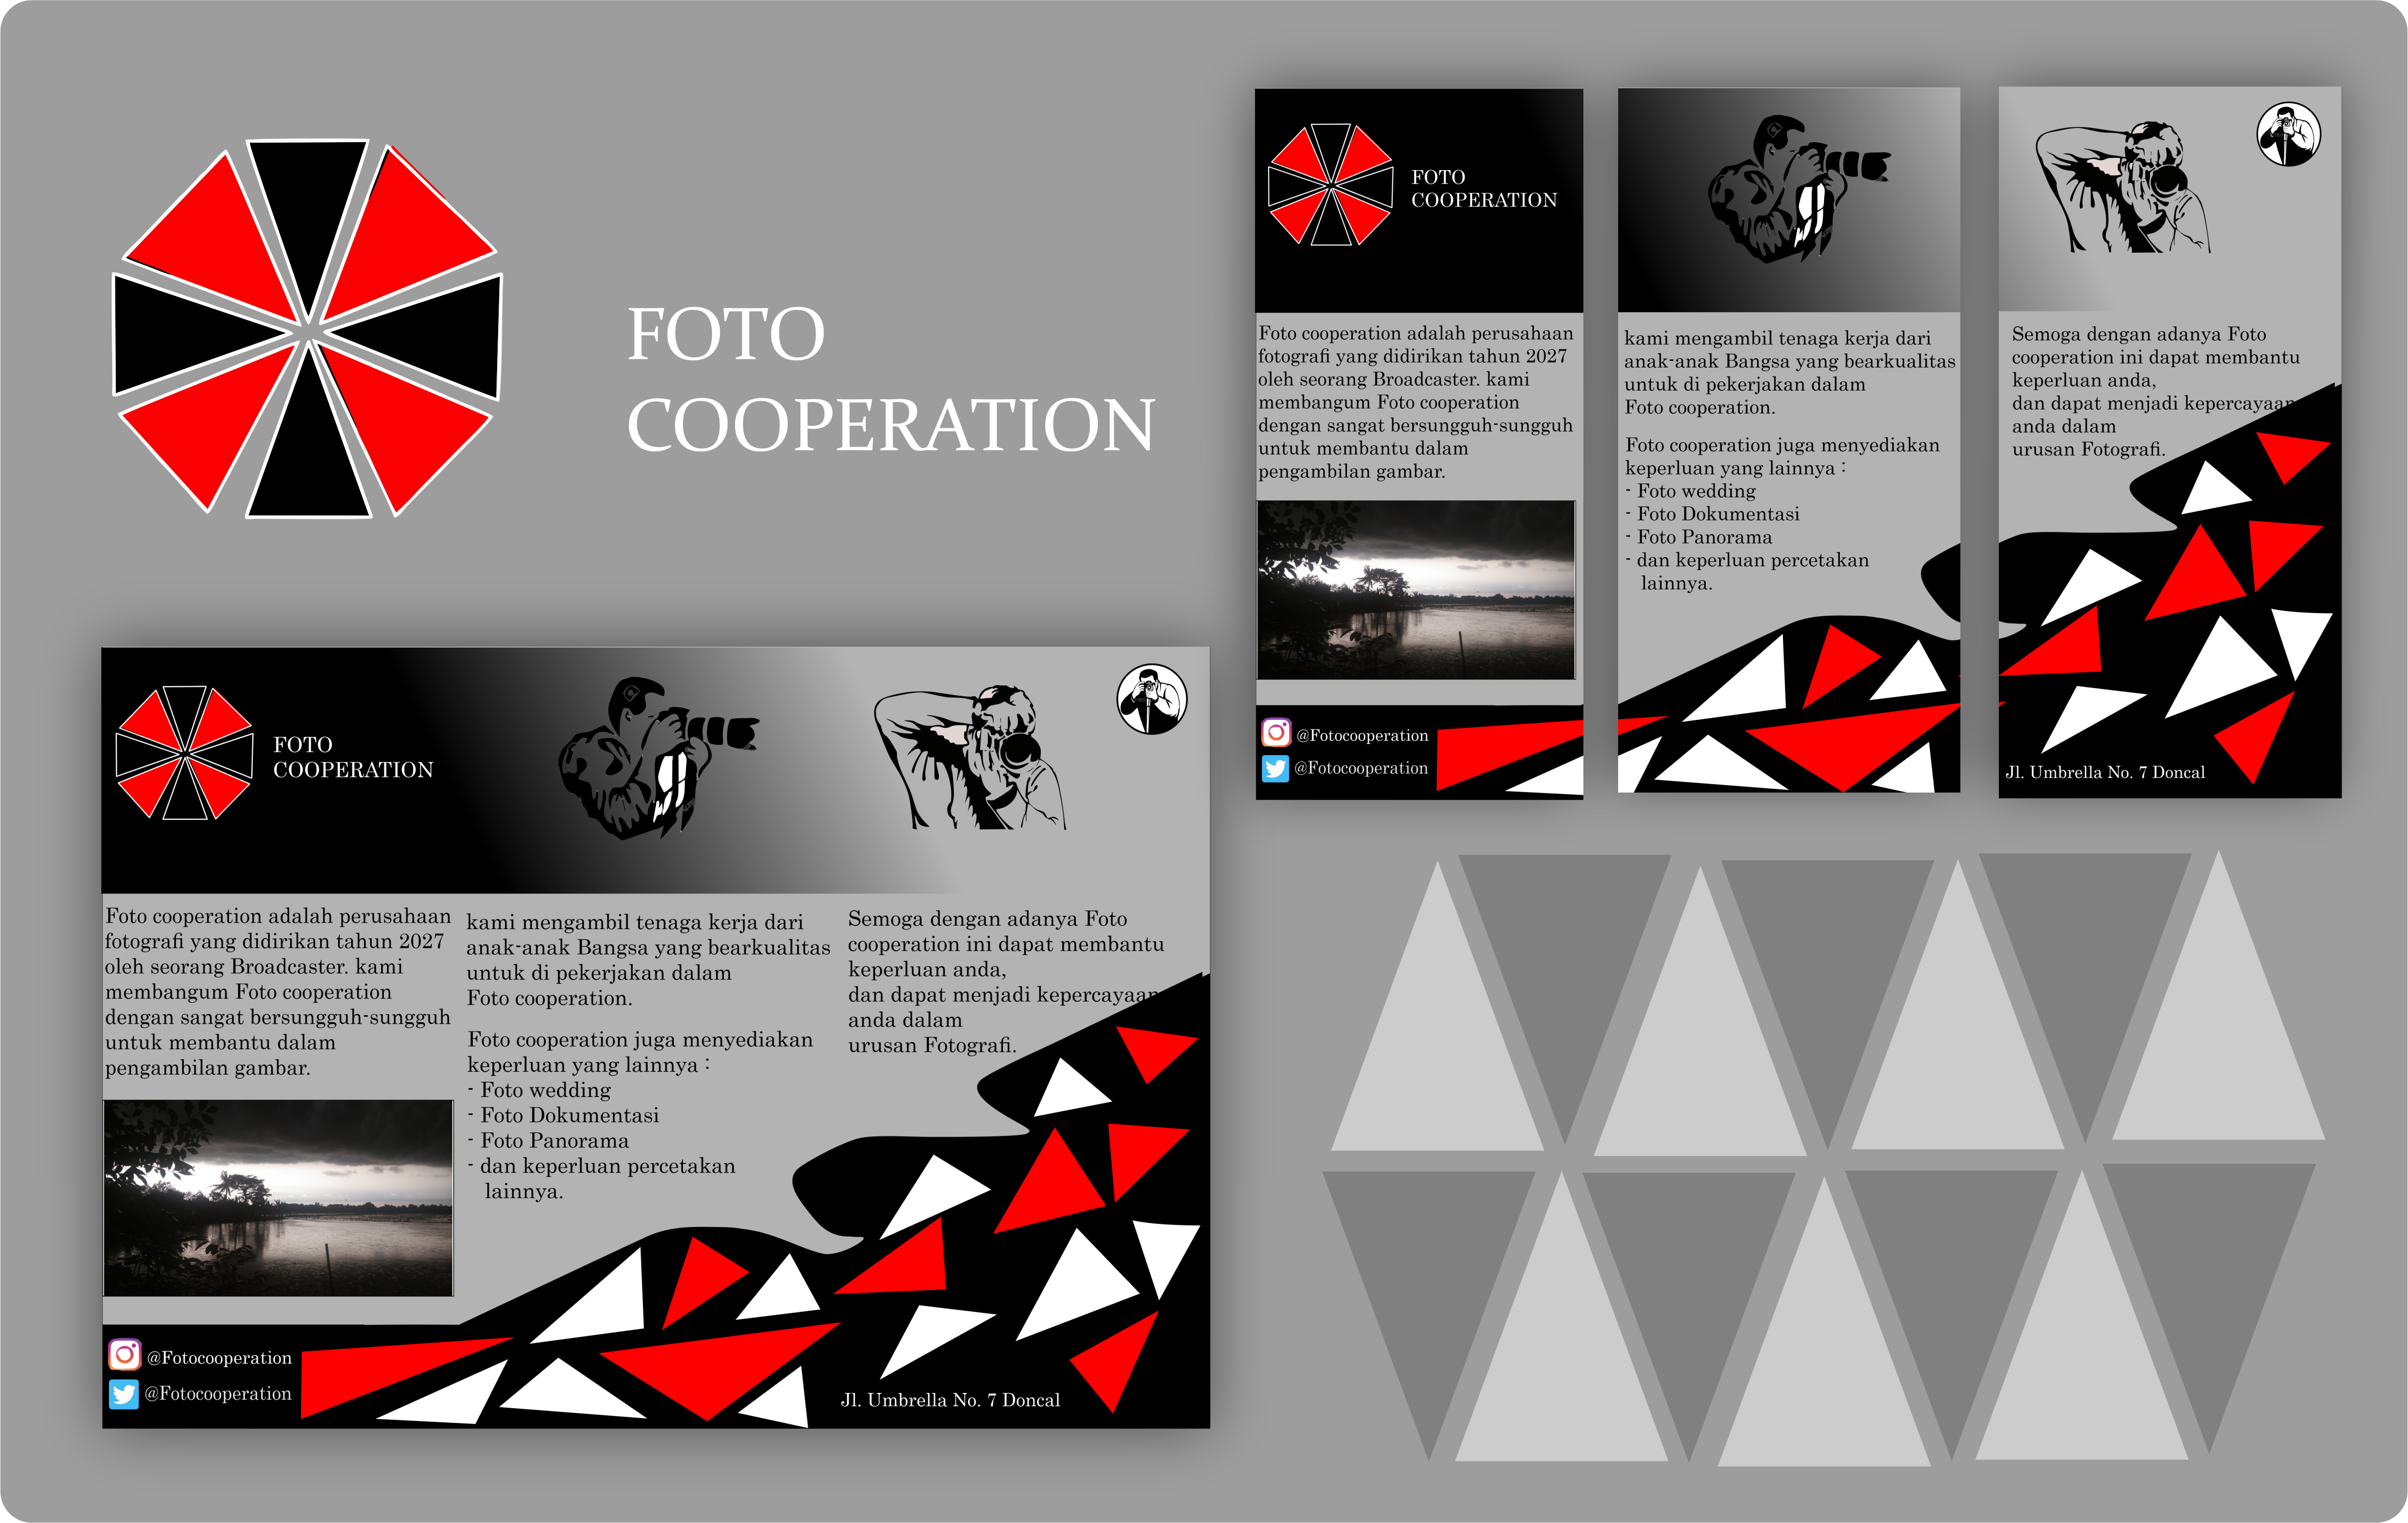 FOTO
COOPERATION
FOTO
COOPERATION
Foto cooperation adalah perusahaan
fotografi yang didirikan tahun 2027
oleh seorang Broadcaster. kami
membangum Foto cooperation
dengan sangat bersungguh-sungguh
untuk membantu dalam
pengambilan gambar.
@Fotocooperation
@Fotocooperation
kami mengambil tenaga kerja dari
anak-anak Bangsa yang bearkualitas
untuk di pekerjakan dalam
Foto cooperation.
Foto cooperation juga menyediakan
keperluan yang lainnya :
- Foto wedding
- Foto Dokumentasi
- Foto Panorama
- dan keperluan percetakan
lainnya.
Semoga dengan adanya Foto
cooperation ini dapat membantu
keperluan anda,
dan dapat menjadi kepercayaan
anda dalam
urusan Fotografi.
Jl. Umbrella No. 7 Doncal
FOTO
COOPERATION
Foto cooperation adalah perusahaan
fotografi yang didirikan tahun 2027
oleh seorang Broadcaster. kami
membangum Foto cooperation
dengan sangat bersungguh-sungguh
untuk membantu dalam
pengambilan gambar.
@Fotocooperation
@Fotocooperation
kami mengambil tenaga kerja dari
anak-anak Bangsa yang bearkualitas
untuk di pekerjakan dalam
Foto cooperation.
Foto cooperation juga menyediakan
keperluan yang lainnya :
- Foto wedding
- Foto Dokumentasi
- Foto Panorama
- dan keperluan percetakan
lainnya.
Semoga dengan adanya Foto
cooperation ini dapat membantu
keperluan anda,
dan dapat menjadi kepercayaan
anda dalam
urusan Fotografi.
Jl. Umbrella No. 7 Doncal